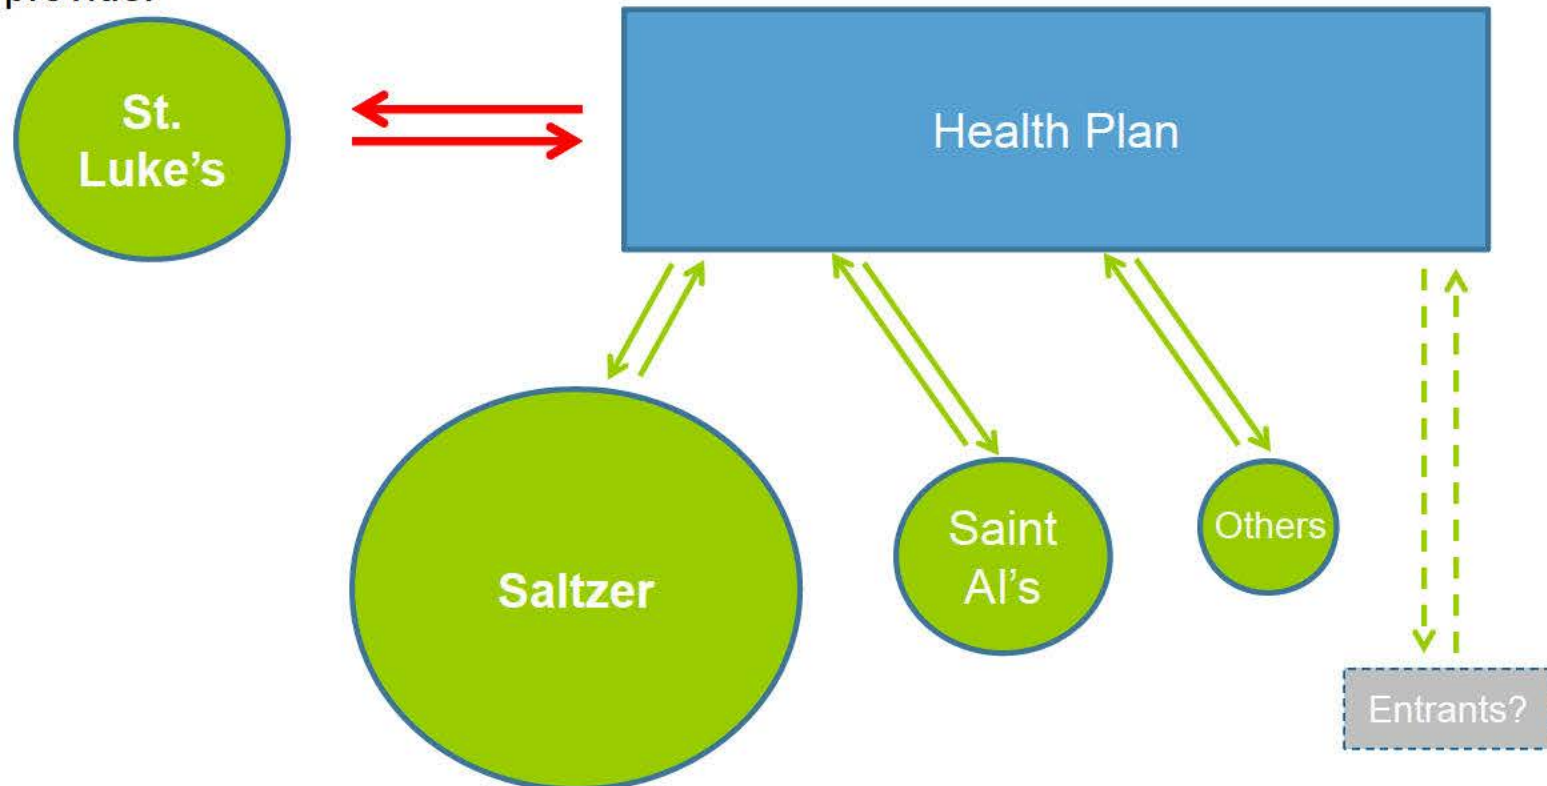 St.
Luke's
Health Plan
Saltzer
Saint
Al's
Others
Entrants?